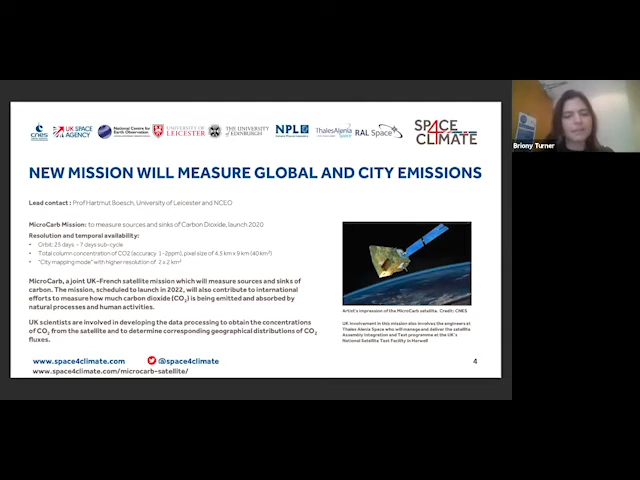 cnes
UK SPACE AGENCY
National Centre for Earth Observation
UNIVERSITY OF LEICESTER
THE UNIVERSITY of EDINBURGH
NPL
ThalesAlenia Space
RAL Space
SPACE
4
CLIMATE
NEW MISSION WILL MEASURE GLOBAL AND CITY EMISSIONS
Briony Turner
Lead contact : Prof Hartmut Boesch, University of Leicester and NCEO
MicroCarb Mission: to measure sources and sinks of Carbon Dioxide, launch 2020
Resolution and temporal availability:
• Orbit: 25 days – 7 days sub-cycle
• Total column concentration of CO2 (accuracy 1–2ppm), pixel size of 4.5 km x 9 km (40 km²)
• "City mapping mode" with higher resolution of 2 x 2 km²
MicroCarb, a joint UK-French satellite mission which will measure sources and sinks of
carbon. The mission, scheduled to launch in 2022, will also contribute to international
efforts to measure how much carbon dioxide (CO₂) is being emitted and absorbed by
natural processes and human activities.
UK scientists are involved in developing the data processing to obtain the concentrations
of CO₂ from the satellite and to determine corresponding geographical distributions of CO₂
fluxes.
Artist's impression of the MicroCarb satellite. Credit: CNES
UK involvement in this mission also involves the engineers at
Thales Alenia Space who will manage and deliver the satellite
Assembly Integration and Test programme at the UK's
National Satellite Test Facility in Harwell
www.space4climate.com
@space4climate
4
www.space4climate.com/microcarb-satellite/